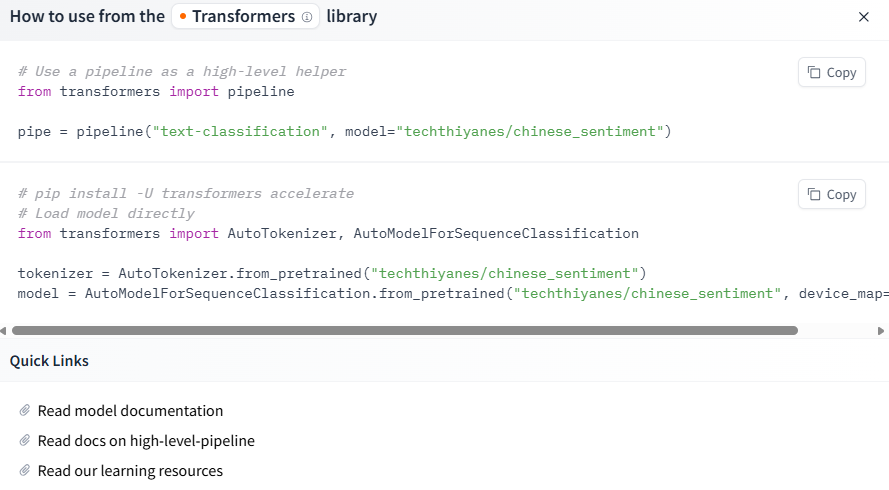 How to use from the Transformers library
# Use a pipeline as a high-level helper
Copy
from transformers import pipeline
pipe = pipeline("text-classification", model="techthiyanes/chinese_sentiment")
# pip install -U transformers accelerate
Copy
# Load model directly
from transformers import AutoTokenizer, AutoModelForSequenceClassification
tokenizer = AutoTokenizer.from_pretrained("techthiyanes/chinese_sentiment")
model = AutoModelForSequenceClassification.from_pretrained("techthiyanes/chinese_sentiment", device_map=
Quick Links
Read model documentation
Read docs on high-level-pipeline
Read our learning resources